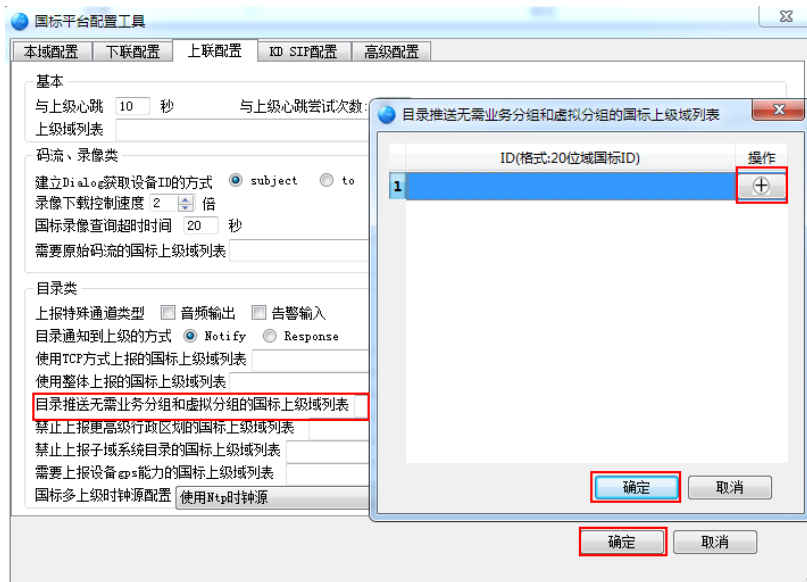 国标平台配置工具
本域配置 下联配置 上联配置 KD SIP配置 高级配置
基本
与上级心跳 10 秒 与上级心跳尝试次数:
上级域列表
码流、录像类
建立Dialog获取设备ID的方式 subject to
录像下载控制速度 2 倍
国标录像查询超时时间 20 秒
需要原始码流的国标上级域列表
目录类
上报特殊通道类型 音频输出 告警输入
目录通知到上级的方式 Notify Response
使用TCP方式上报的国标上级域列表
使用整体上报的国标上级域列表
目录推送无需业务分组和虚拟分组的国标上级域列表
禁止上报更高级行政区划的国标上级域列表
禁止上报子域系统目录的国标上级域列表
需要上报设备gps能力的国标上级域列表
国标多上级时钟源配置 使用Ntp时钟源
目录推送无需业务分组和虚拟分组的国标上级域列表
ID(格式:20位域国标ID) 操作
1
确定 取消
确定 取消